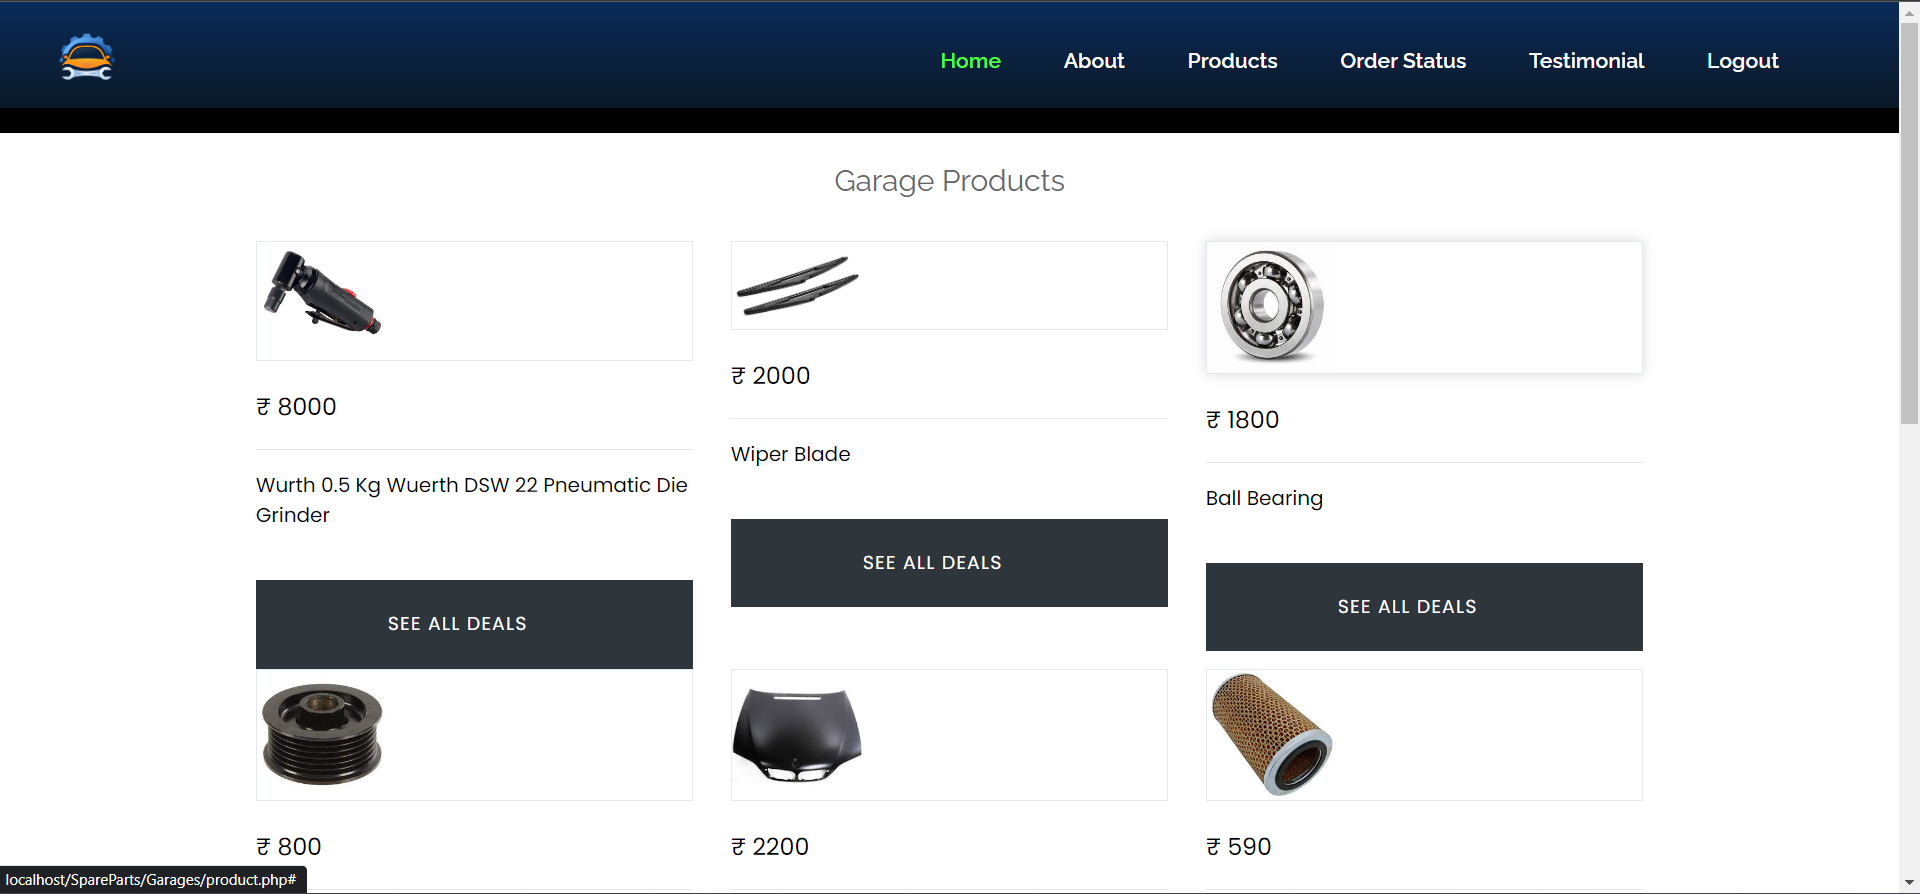 Home About Products Order Status Testimonial Logout
Garage Products
₹ 8000
Wurth 0.5 Kg Wuerth DSW 22 Pneumatic Die
Grinder
SEE ALL DEALS
₹ 2000
Wiper Blade
SEE ALL DEALS
₹ 1800
Ball Bearing
SEE ALL DEALS
₹ 800
₹ 2200
₹ 590
localhost/SpareParts/Garages/product.php#